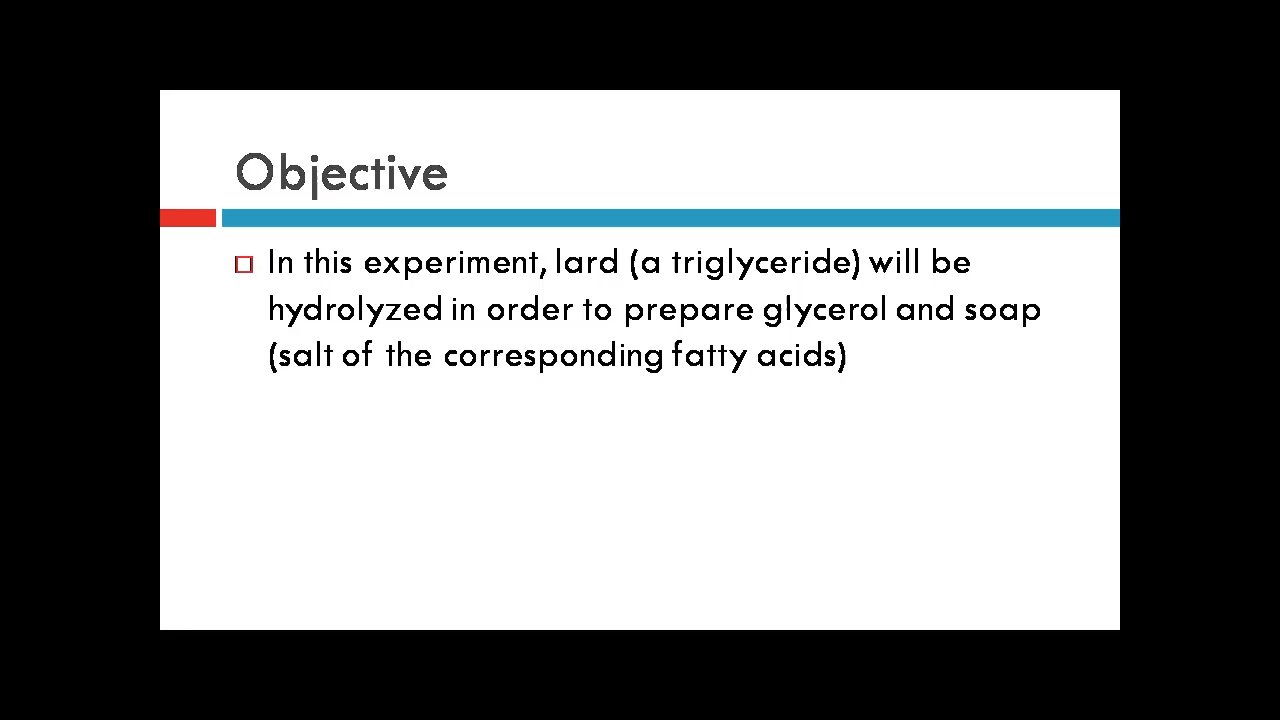 Objective
In this experiment, lard (a triglyceride) will be
hydrolyzed in order to prepare glycerol and soap
(salt of the corresponding fatty acids)